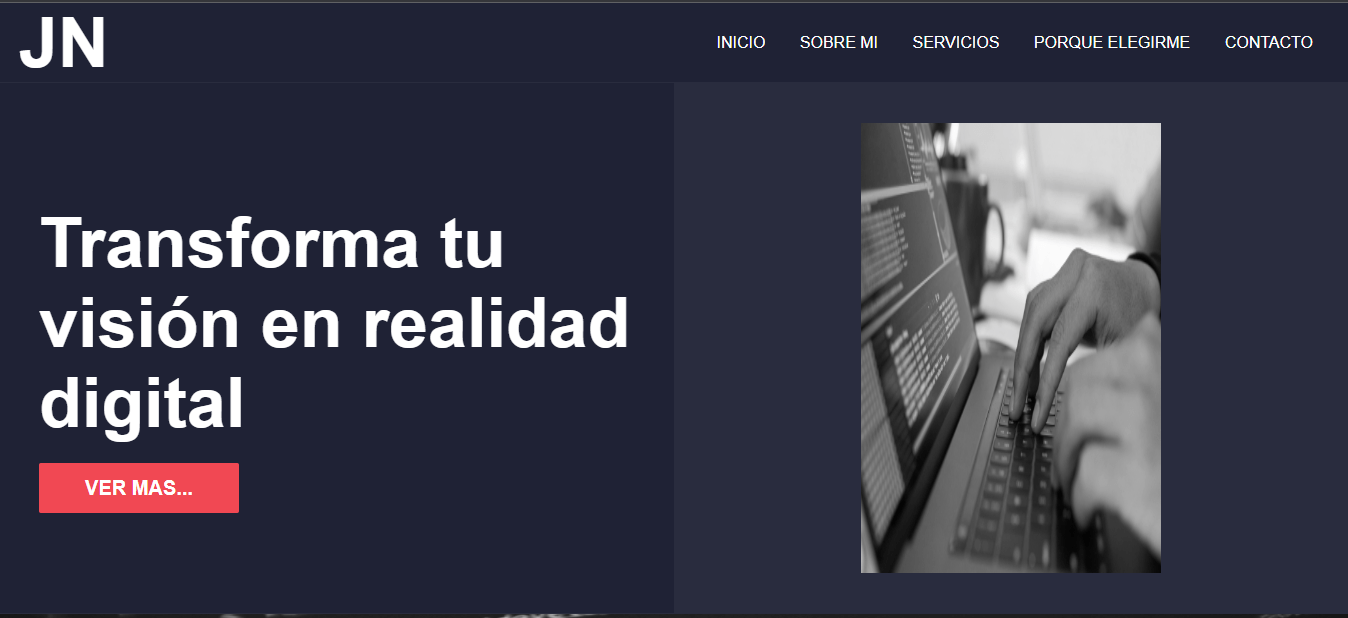 JN
INICIO SOBRE MI SERVICIOS PORQUE ELEGIRME CONTACTO
Transforma tu
visión en realidad
digital
VER MAS...